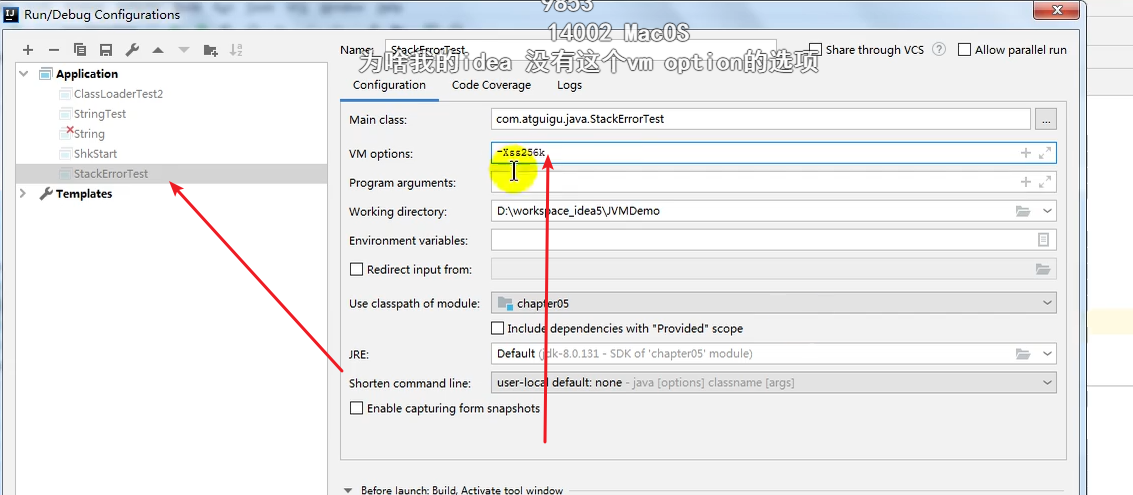 Run/Debug Configurations
9853
14002 MacOS
为啥我的idea 没有这个vm option的选项
Name: StackErrorTest
Share through VCS
Allow parallel run
Application
ClassLoaderTest2
StringTest
String
ShkStart
StackErrorTest
Templates
Configuration
Code Coverage
Logs
Main class: com.atguigu.java.StackErrorTest ...
VM options: -Xss256k
Program arguments:
Working directory: D:\workspace_idea5\JVMDemo
Environment variables:
Redirect input from:
Use classpath of module: chapter05
Include dependencies with "Provided" scope
JRE: Default (jdk-8.0.131 - SDK of 'chapter05' module)
Shorten command line: user-local default: none - java [options] classname [args]
Enable capturing form snapshots
Before launch: Build, Activate tool window